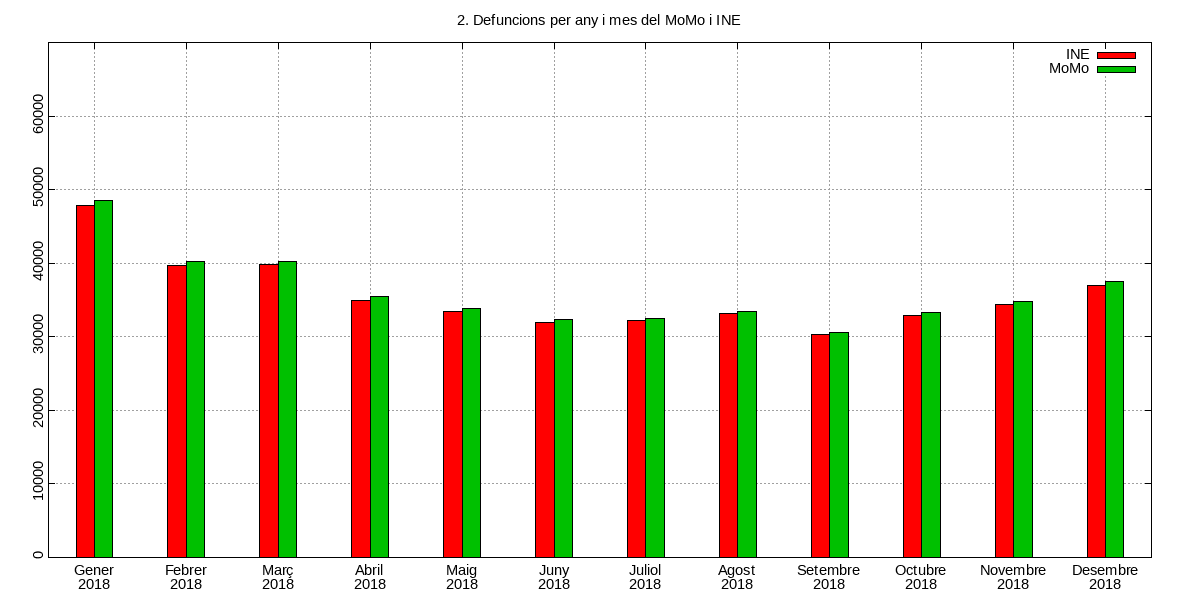 2. Defuncions per any i mes del MoMo i INE
INE
MoMo
60000
50000
40000
30000
20000
10000
0
Gener Febrer Març Abril Maig Juny Juliol Agost Setembre Octubre Novembre Desembre
2018 2018 2018 2018 2018 2018 2018 2018 2018 2018 2018 2018